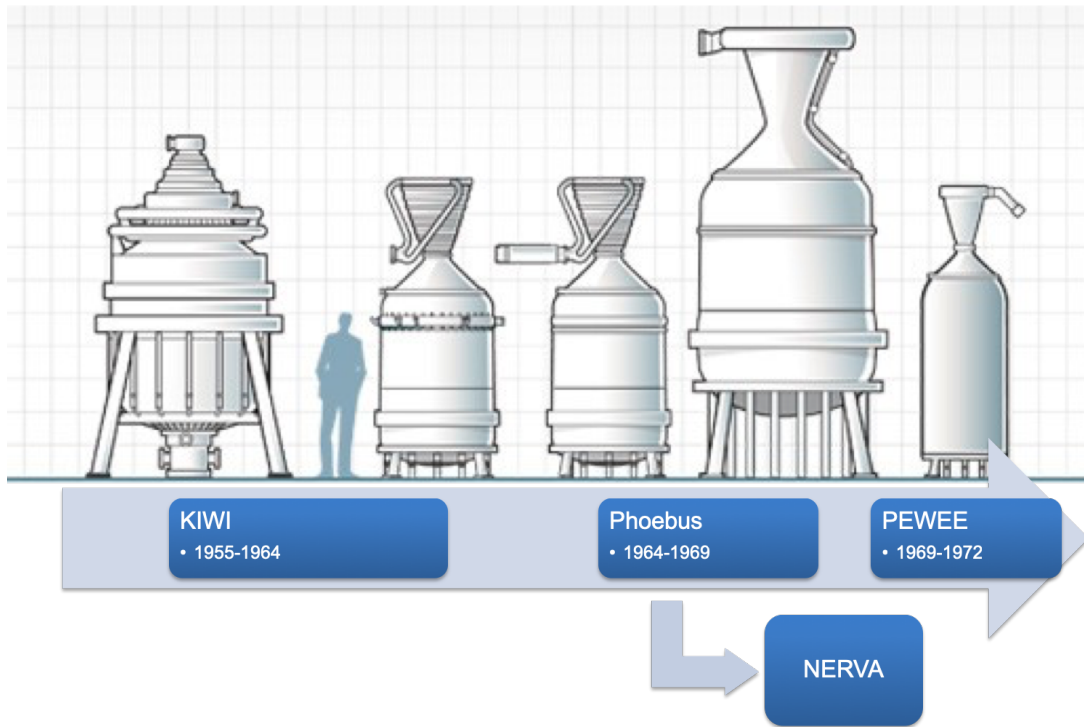 KIWI
• 1955-1964
Phoebus
• 1964-1969
PEWEE
• 1969-1972
NERVA